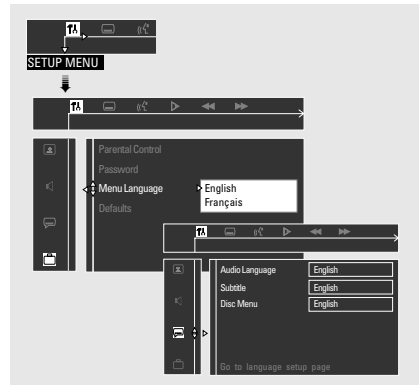 SETUP MENU
Parental Control
Password
Menu Language
English
Français
Defaults
Audio Language English
Subtitle English
Disc Menu English
Go to language setup page